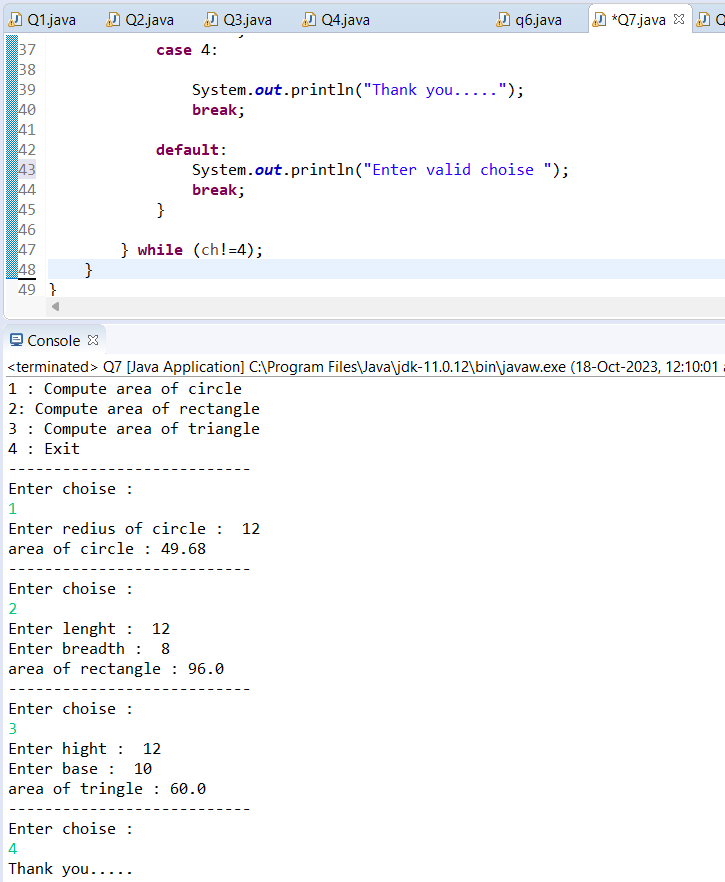 Q1.java Q2.java Q3.java Q4.java q6.java *Q7.java Q
37 case 4:
38
39 System.out.println("Thank you.....");
40 break;
41
42 default:
43 System.out.println("Enter valid choise ");
44 break;
45 }
46
47 } while (ch!=4);
48 }
49 }
Console
<terminated> Q7 [Java Application] C:\Program Files\Java\jdk-11.0.12\bin\javaw.exe (18-Oct-2023, 12:10:01 a
1 : Compute area of circle
2: Compute area of rectangle
3 : Compute area of triangle
4 : Exit
---------------------------
Enter choise :
1
Enter redius of circle :  12
area of circle : 49.68
---------------------------
Enter choise :
2
Enter lenght :  12
Enter breadth :  8
area of rectangle : 96.0
---------------------------
Enter choise :
3
Enter hight :  12
Enter base :  10
area of tringle : 60.0
---------------------------
Enter choise :
4
Thank you.....